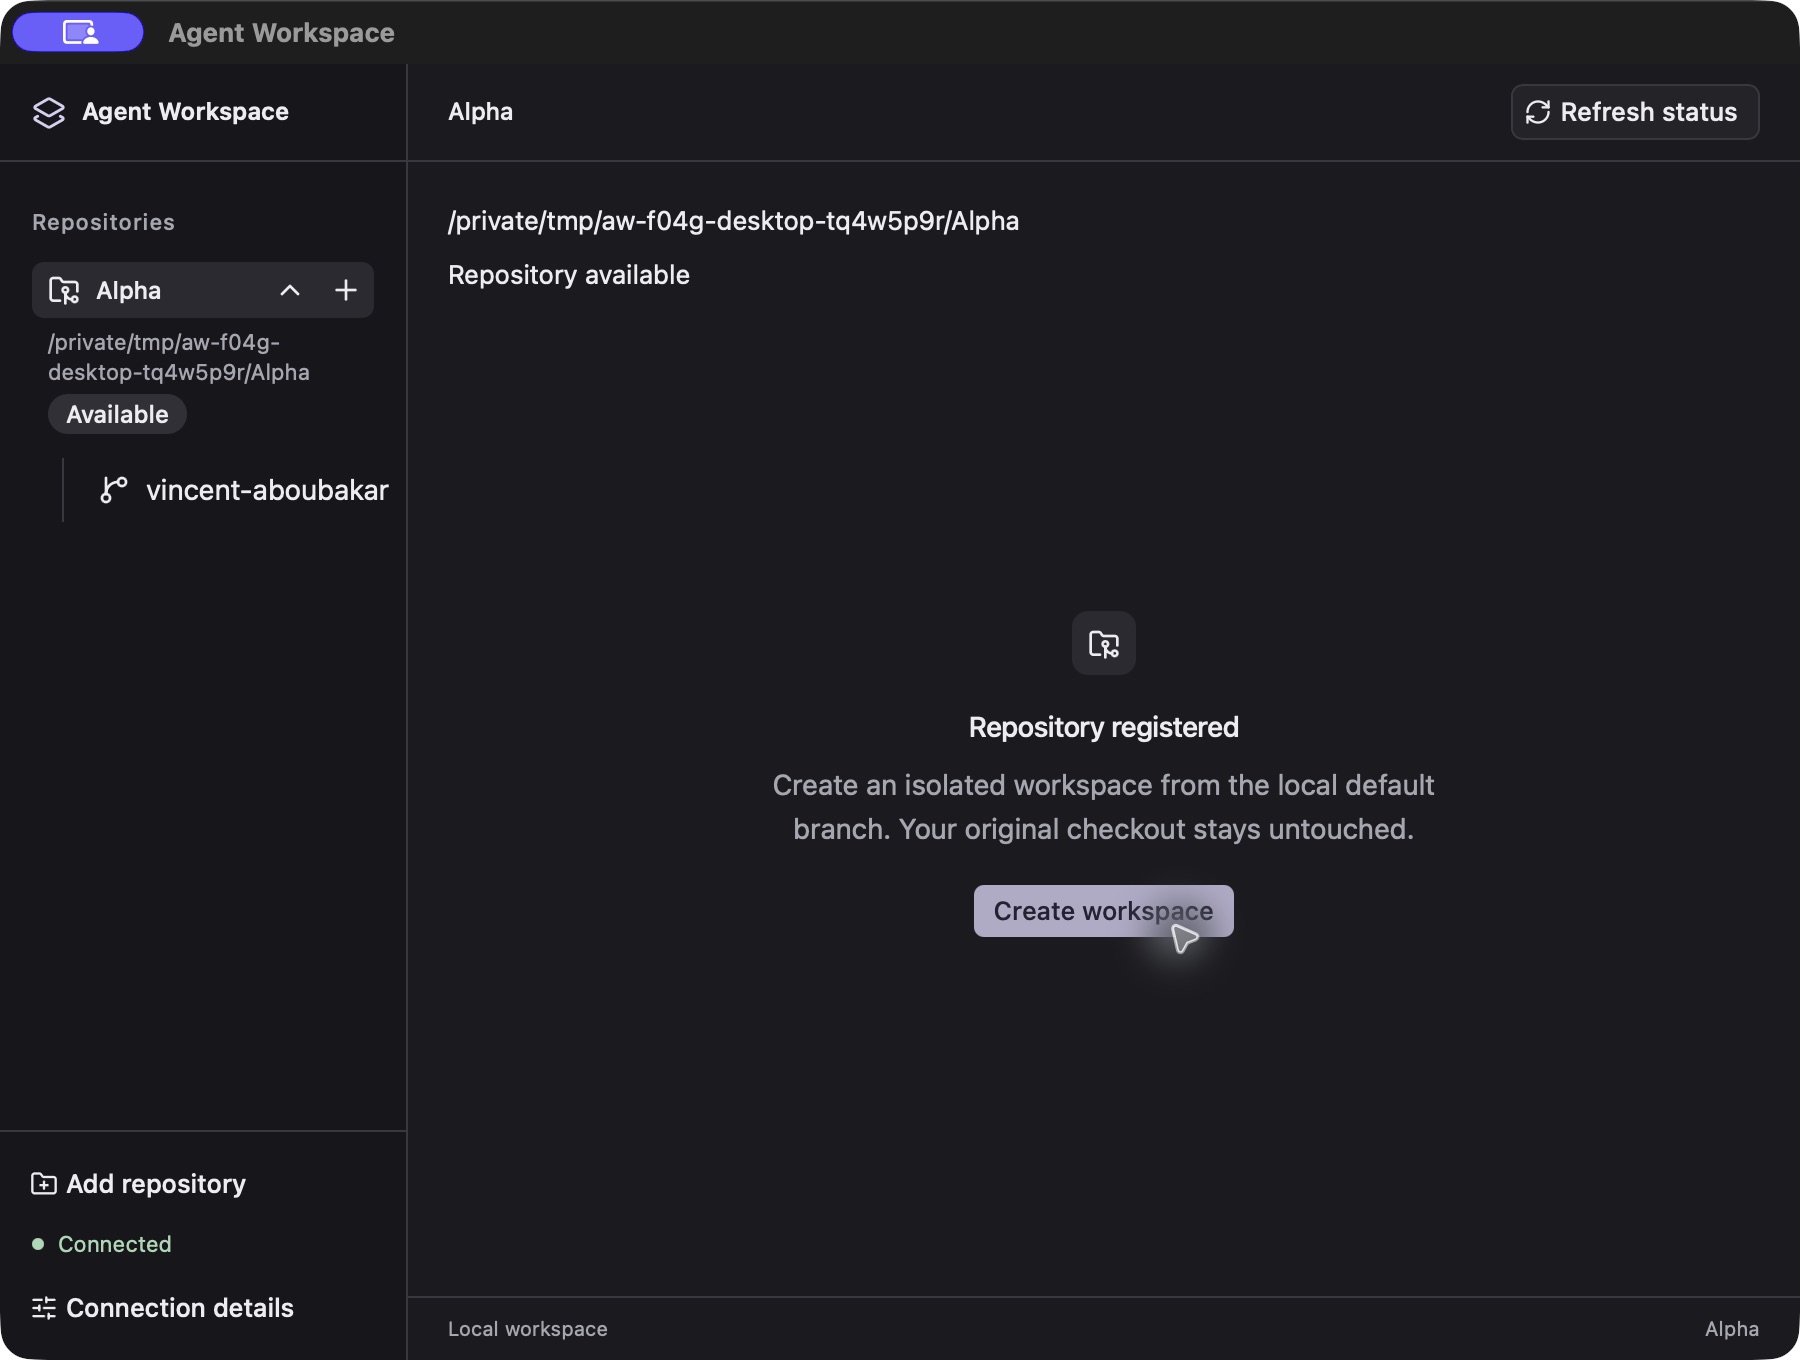 Agent Workspace
Agent Workspace
Alpha
Refresh status
Repositories
Alpha
/private/tmp/aw-f04g-
desktop-tq4w5p9r/Alpha
Available
vincent-aboubakar
/private/tmp/aw-f04g-desktop-tq4w5p9r/Alpha
Repository available
Repository registered
Create an isolated workspace from the local default
branch. Your original checkout stays untouched.
Create workspace
Add repository
Connected
Connection details
Local workspace
Alpha